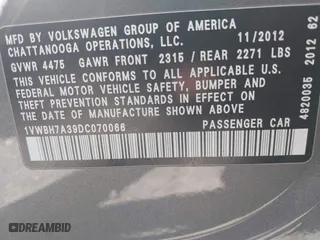 MFD BY VOLKSWAGEN GROUP OF AMERICA
CHATTANOOGA OPERATIONS, LLC. 11/2012
GVWR 4475 GAWR FRONT 2315/ REAR 2271 LBS
THIS VEHICLE CONFORMS TO ALL APPLICABLE U.S.
FEDERAL MOTOR VEHICLE SAFETY, BUMPER, AND
THEFT PREVENTION STANDARDS IN EFFECT ON THE
DATE OF MANUFACTURE SHOWN ABOVE.
1VWBH7A39DC070066 PASSENGER CAR
4820035 2012 62
DREAMBID